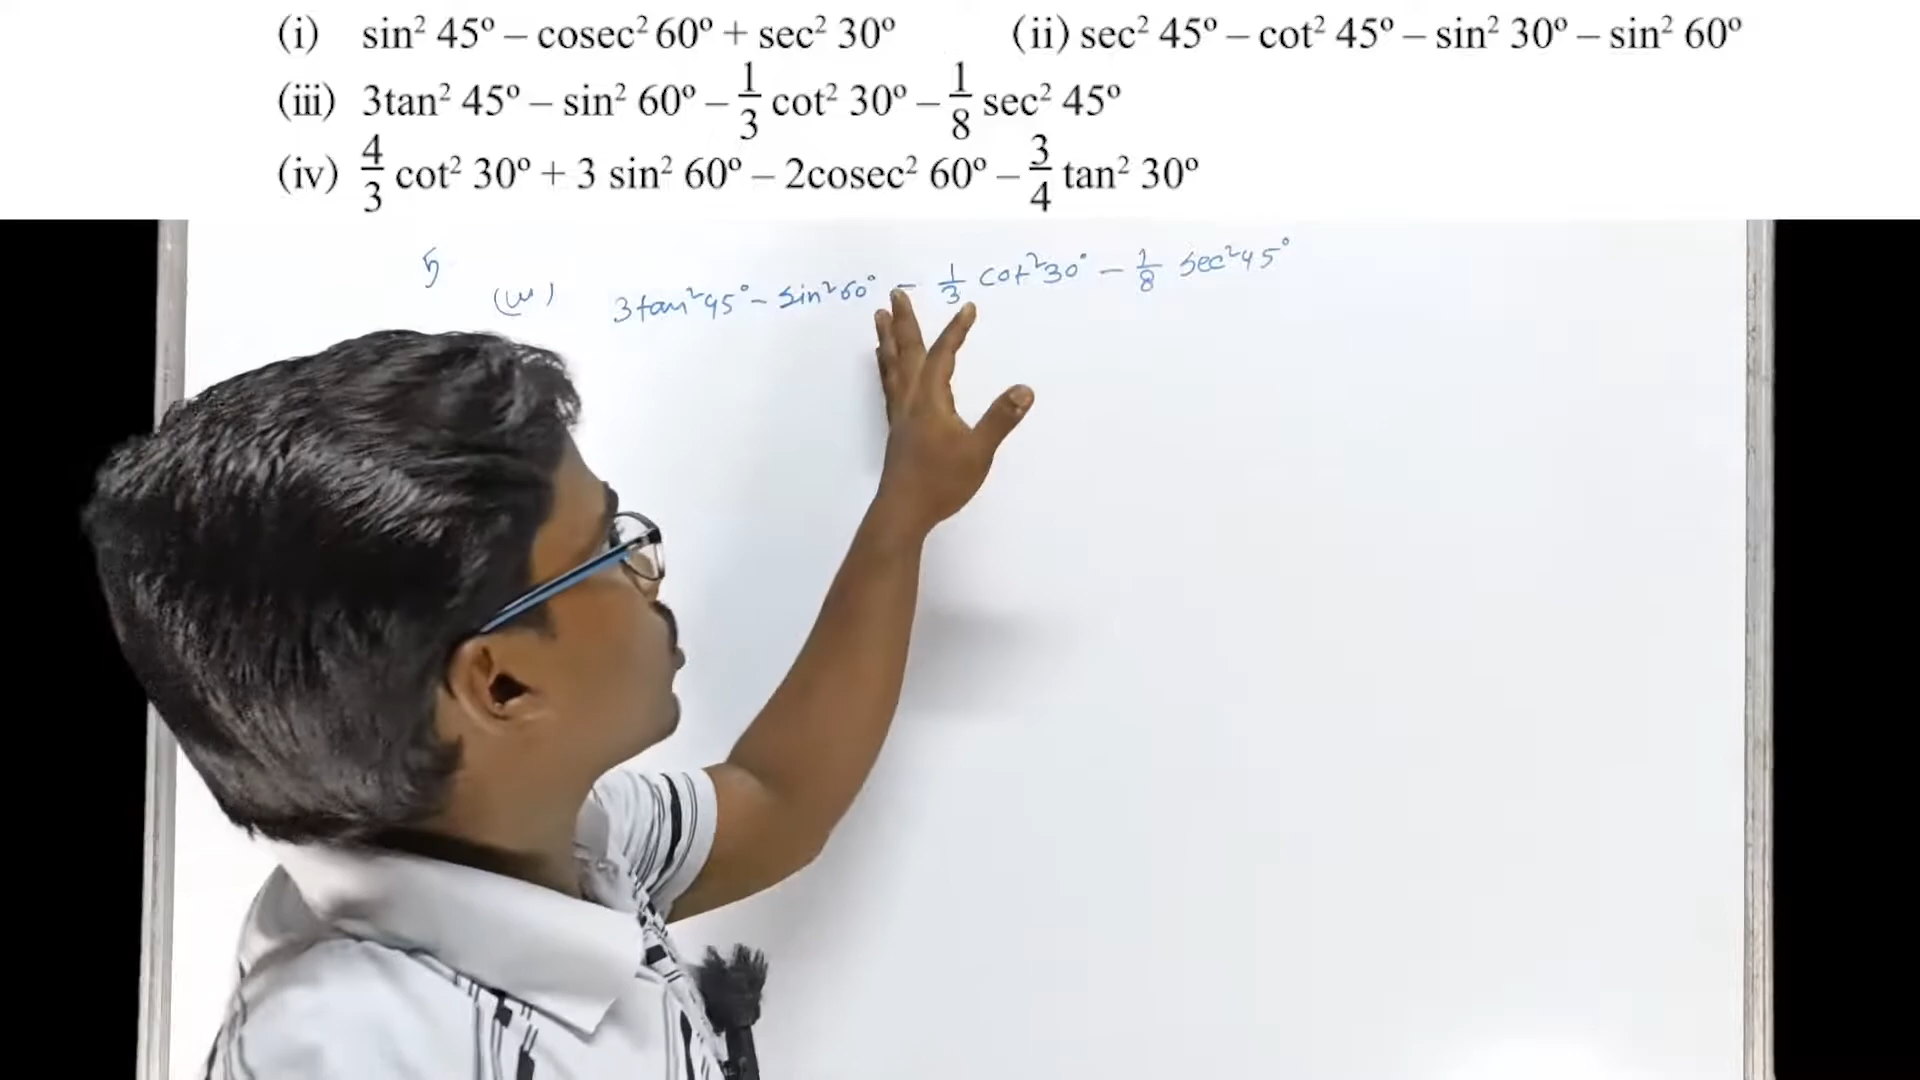 (i) sin² 45º – cosec² 60º + sec² 30º (ii) sec² 45º – cot² 45º – sin² 30º – sin² 60º
(iii) 3tan² 45º – sin² 60º – 1/3 cot² 30º – 1/8 sec² 45º
(iv) 4/3 cot² 30º + 3 sin² 60º – 2cosec² 60º – 3/4 tan² 30º
5
(iii) 3tan²45° – sin²60° – 1/3 cot²30° – 1/8 sec²45°